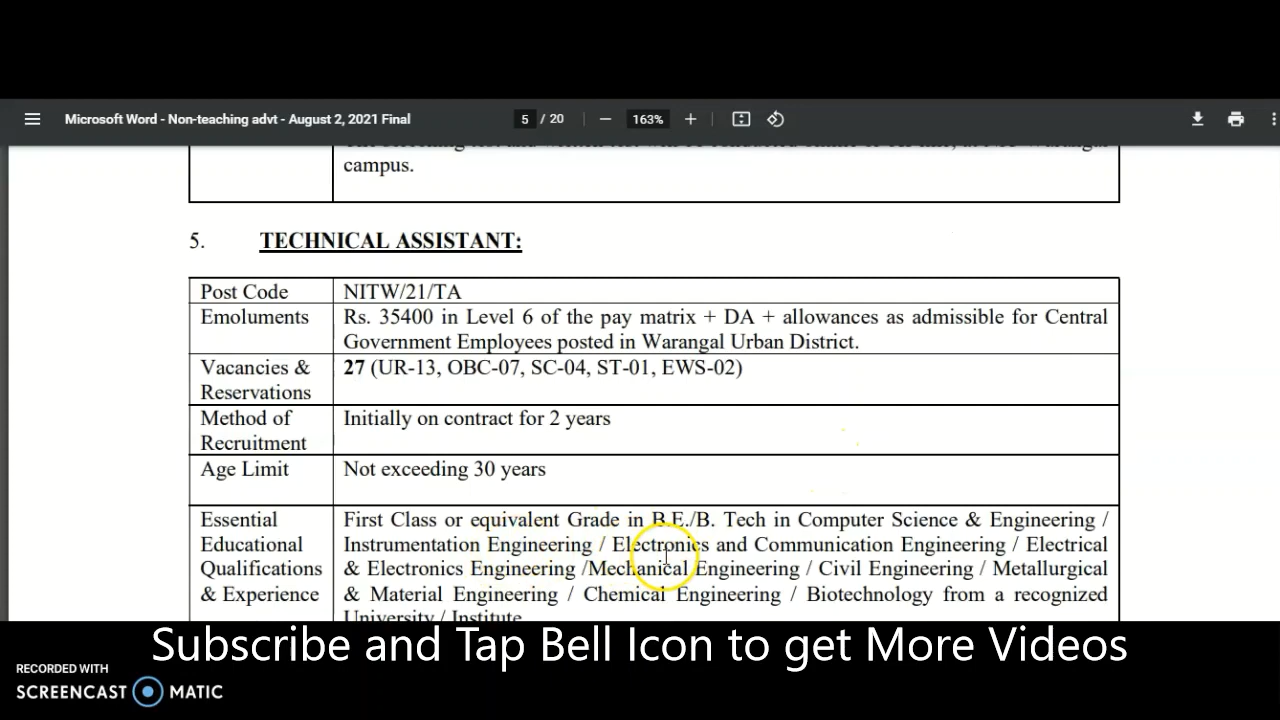 Microsoft Word - Non-teaching advt - August 2, 2021 Final
5 / 20
163%
campus.
5. TECHNICAL ASSISTANT:
Post Code NITW/21/TA
Emoluments Rs. 35400 in Level 6 of the pay matrix + DA + allowances as admissible for Central
Government Employees posted in Warangal Urban District.
Vacancies & 27 (UR-13, OBC-07, SC-04, ST-01, EWS-02)
Reservations
Method of Initially on contract for 2 years
Recruitment
Age Limit Not exceeding 30 years
Essential First Class or equivalent Grade in B.E./B. Tech in Computer Science & Engineering /
Educational Instrumentation Engineering / Electronics and Communication Engineering / Electrical
Qualifications & Electronics Engineering /Mechanical Engineering / Civil Engineering / Metallurgical
& Experience & Material Engineering / Chemical Engineering / Biotechnology from a recognized
University / Institute
Subscribe and Tap Bell Icon to get More Videos
RECORDED WITH
SCREENCAST MATIC